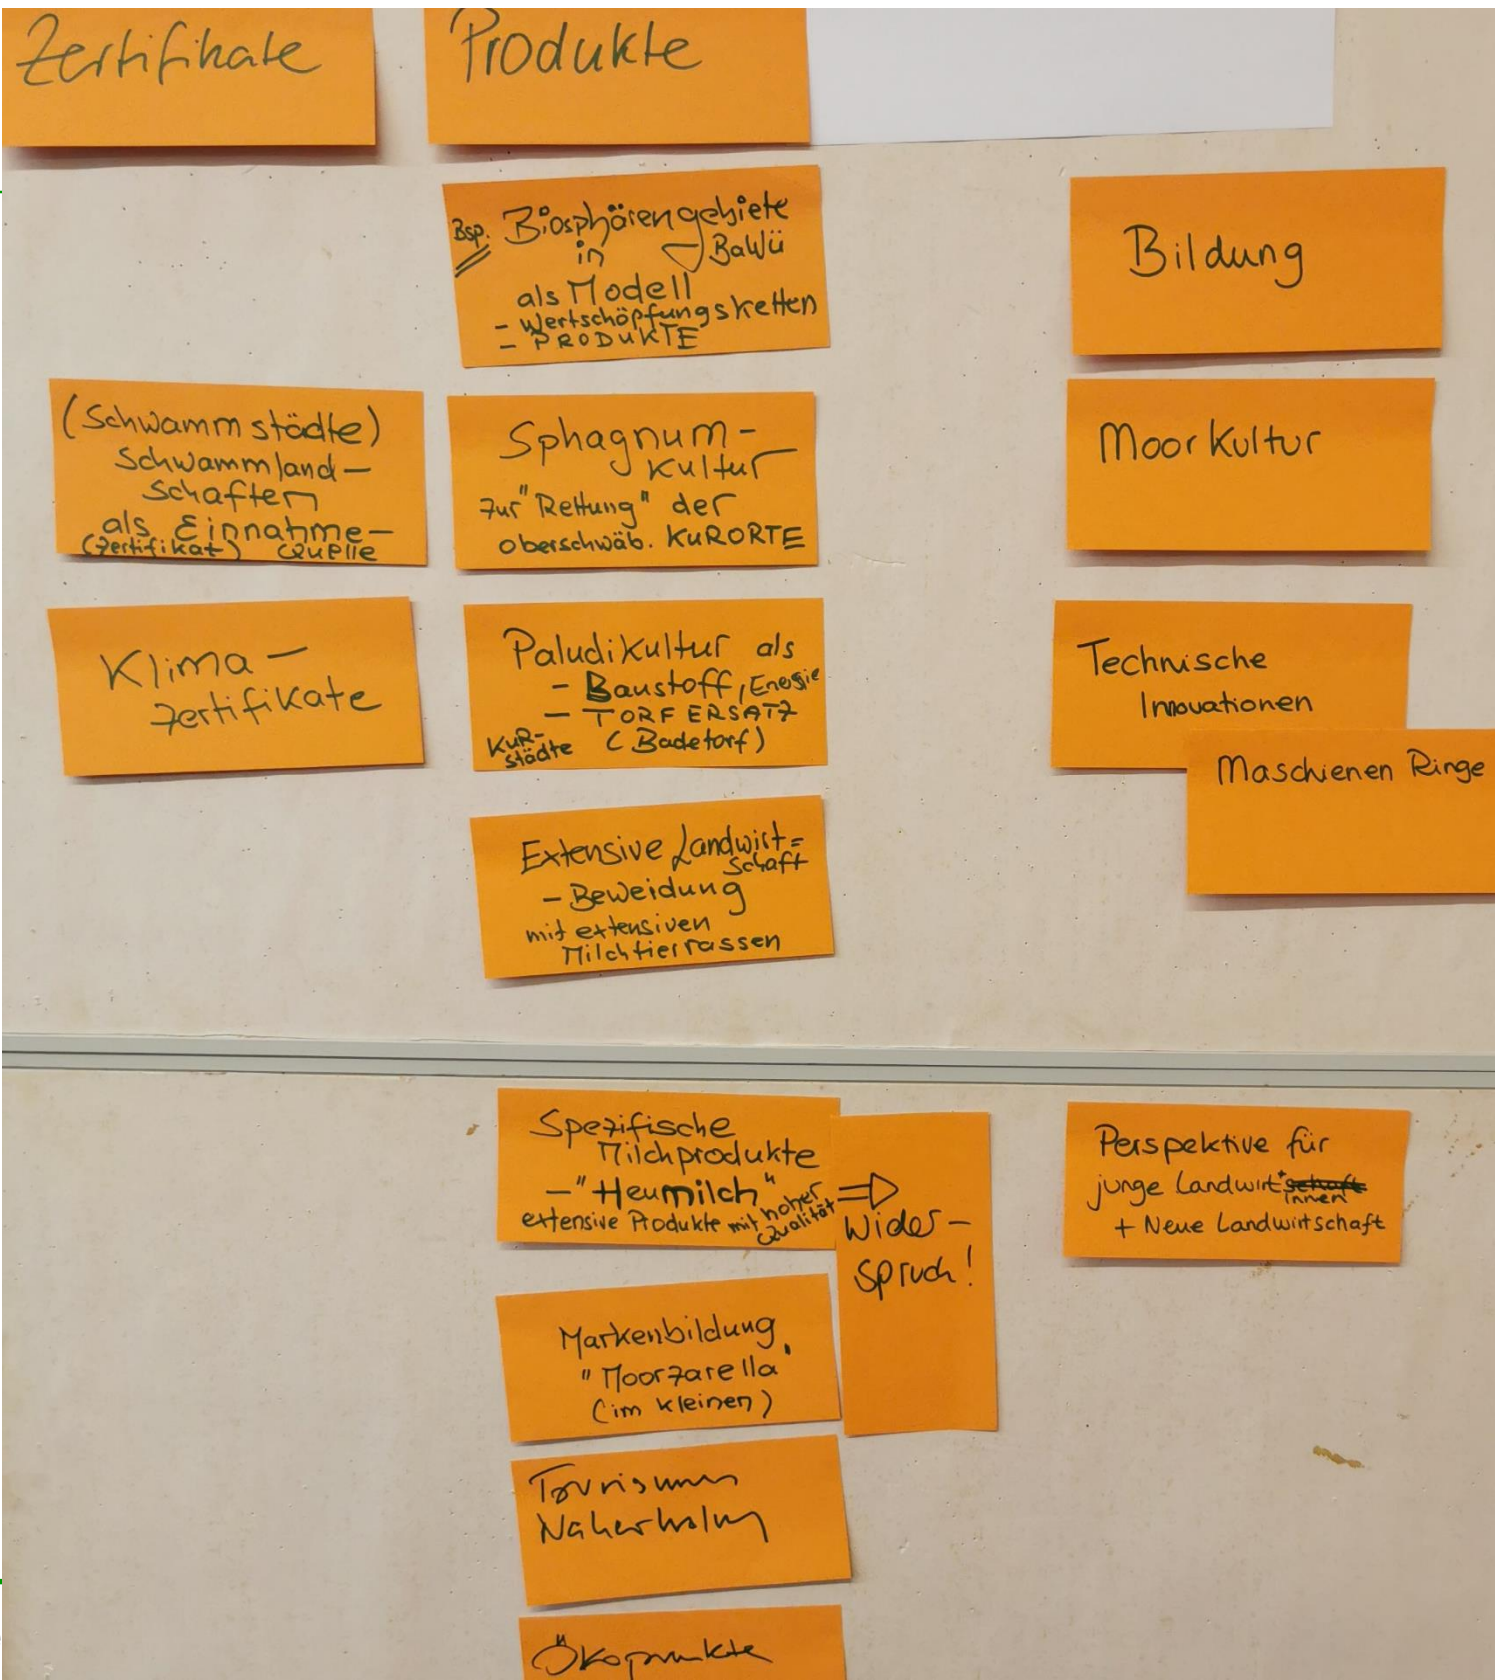 Zertifikate
Produkte
Bsp. Biosphärengebiete
in BaWü
als Modell
- Wertschöpfungsketten
- PRODUKTE
Bildung
(Schwammstädte)
Schwammland-
schaften
als Einnahme-
(Zertifikat) quelle
Sphagnum-
kultur
zur "Rettung" der
oberschwäb. KURORTE
Moorkultur
Klima-
zertifikate
Paludikultur als
- Baustoff, Energie
- TORFERSATZ
Kur-
städte (Badetorf)
Technische
Innovationen
Maschienen Ringe
Extensive Landwirt=
schaft
- Beweidung
mit extensiven
Milchtierrassen
Spezifische
Milchprodukte
- "Heumilch"
extensive Produkte mit hoher
Qualität
=> Wider-
spruch!
Perspektive für
junge Landwirt*schaft
innen
+ Neue Landwirtschaft
Markenbildung
"Moorzarella"
(im kleinen)
Tourismus
Naherholung
Ökopunkte